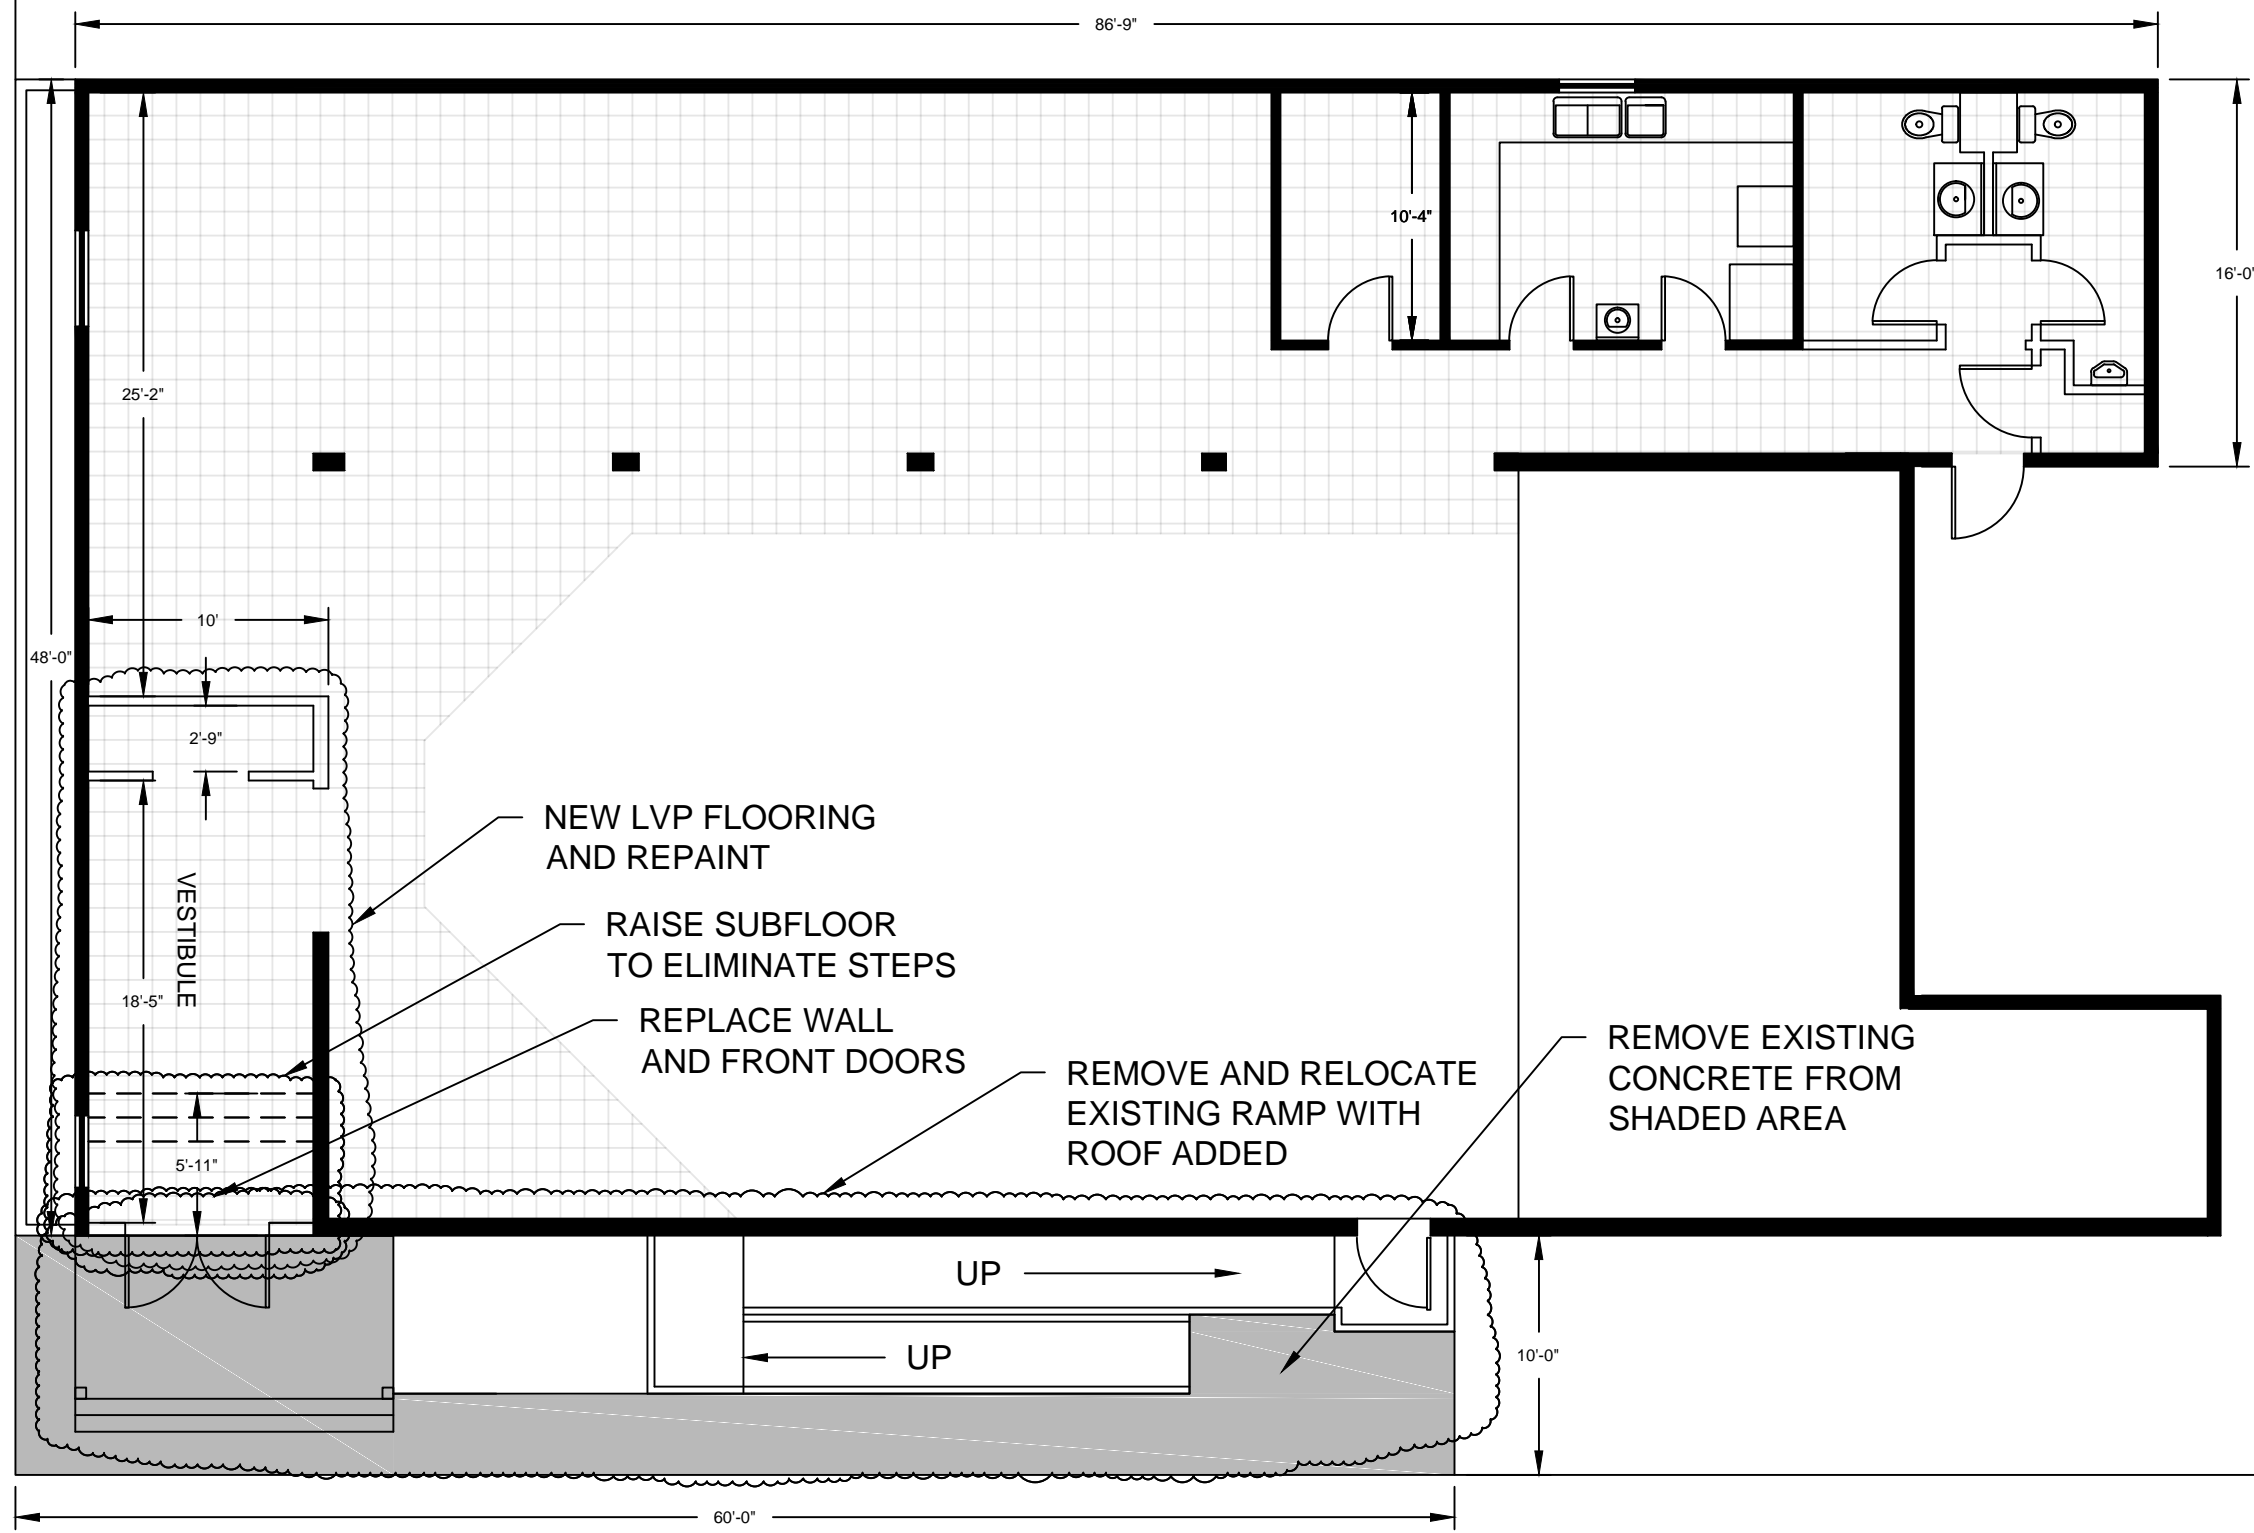 86'-9"
10'-4"
16'-0"
25'-2"
10'
48'-0"
2'-9"
NEW LVP FLOORING
AND REPAINT
VESTIBULE
RAISE SUBFLOOR
TO ELIMINATE STEPS
18'-5"
REPLACE WALL
AND FRONT DOORS
REMOVE AND RELOCATE
EXISTING RAMP WITH
ROOF ADDED
REMOVE EXISTING
CONCRETE FROM
SHADED AREA
5'-11"
UP
UP
10'-0"
60'-0"